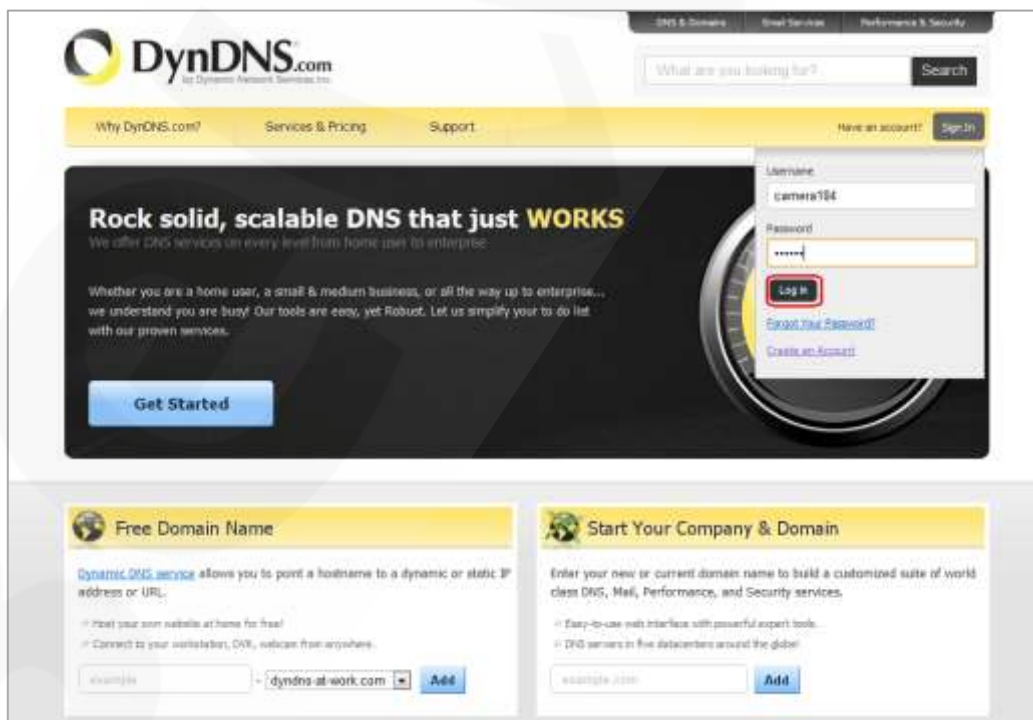 DNS & Domains Email Services Performance & Security
DynDNS.com
by Dynamic Network Services Inc.
What are you looking for? Search
Why DynDNS.com? Services & Pricing Support Have an account? Sign In
Username
camera104
Password
••••••
Log in
Forgot Your Password?
Create an Account
Rock solid, scalable DNS that just WORKS
We offer DNS services on every level from home user to enterprise
Whether you are a home user, a small & medium business, or all the way up to enterprise...
we understand you are busy! Our tools are easy, yet Robust. Let us simplify your to do list
with our proven services.
Get Started
Free Domain Name
Dynamic DNS service allows you to point a hostname to a dynamic or static IP
address or URL.
Host your own website at home for free!
Connect to your workstation, DVR, webcam from anywhere.
example - dyndns-at-work.com Add
Start Your Company & Domain
Enter your new or current domain name to build a customized suite of world
class DNS, Mail, Performance, and Security services.
Easy-to-use web interface with powerful expert tools.
DNS servers in five datacenters around the globe!
example.com Add